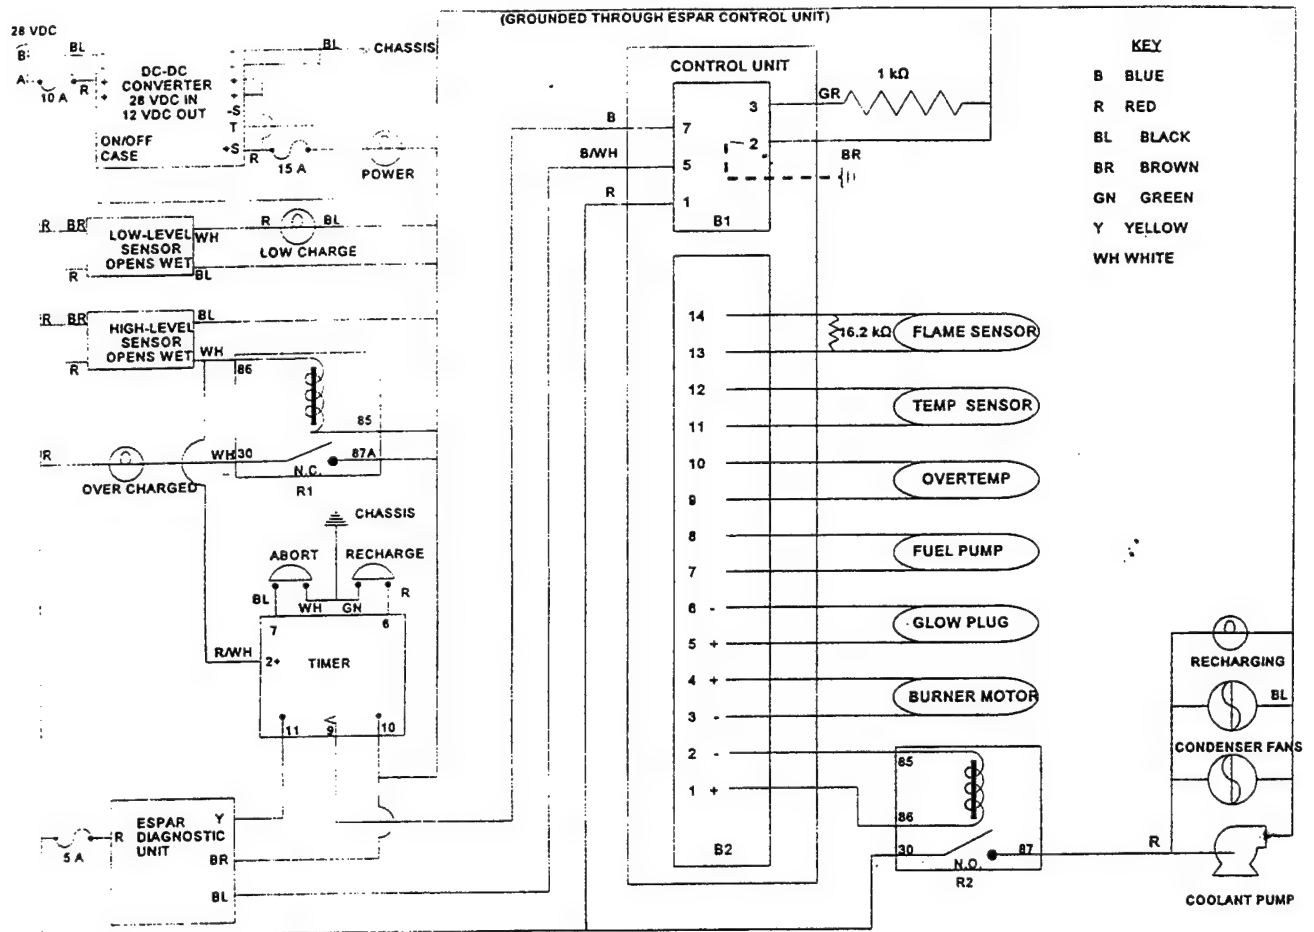 (GROUNDED THROUGH ESPAR CONTROL UNIT)
28 VDC
B
BL
A
10 A
R
-
+
+
DC-DC
CONVERTER
28 VDC IN
12 VDC OUT
ON/OFF
CASE
-
-
+
+
-S
T
+S
BL
CHASSIS
R
15 A
POWER
R
BR
LOW-LEVEL
SENSOR
OPENS WET
WH
R
BL
LOW CHARGE
R
BL
R
BR
HIGH-LEVEL
SENSOR
OPENS WET
BL
WH
R
86
85
R
OVER CHARGED
WH
30
87A
N.C.
R1
CHASSIS
ABORT
RECHARGE
BL
WH
GN
R
7
6
R/WH
2+
TIMER
11
9
10
5 A
R
ESPAR
DIAGNOSTIC
UNIT
Y
BR
BL
B
B/WH
R
CONTROL UNIT
3
7
2
5
1
B1
GR
1 kΩ
BR
14
13
12
11
10
9
8
7
6 -
5 +
4 +
3 -
2 -
1 +
B2
16.2 kΩ
FLAME SENSOR
TEMP SENSOR
OVERTEMP
FUEL PUMP
GLOW PLUG
BURNER MOTOR
85
86
30
87
N.O.
R2
KEY
B BLUE
R RED
BL BLACK
BR BROWN
GN GREEN
Y YELLOW
WH WHITE
RECHARGING
BL
CONDENSER FANS
R
COOLANT PUMP